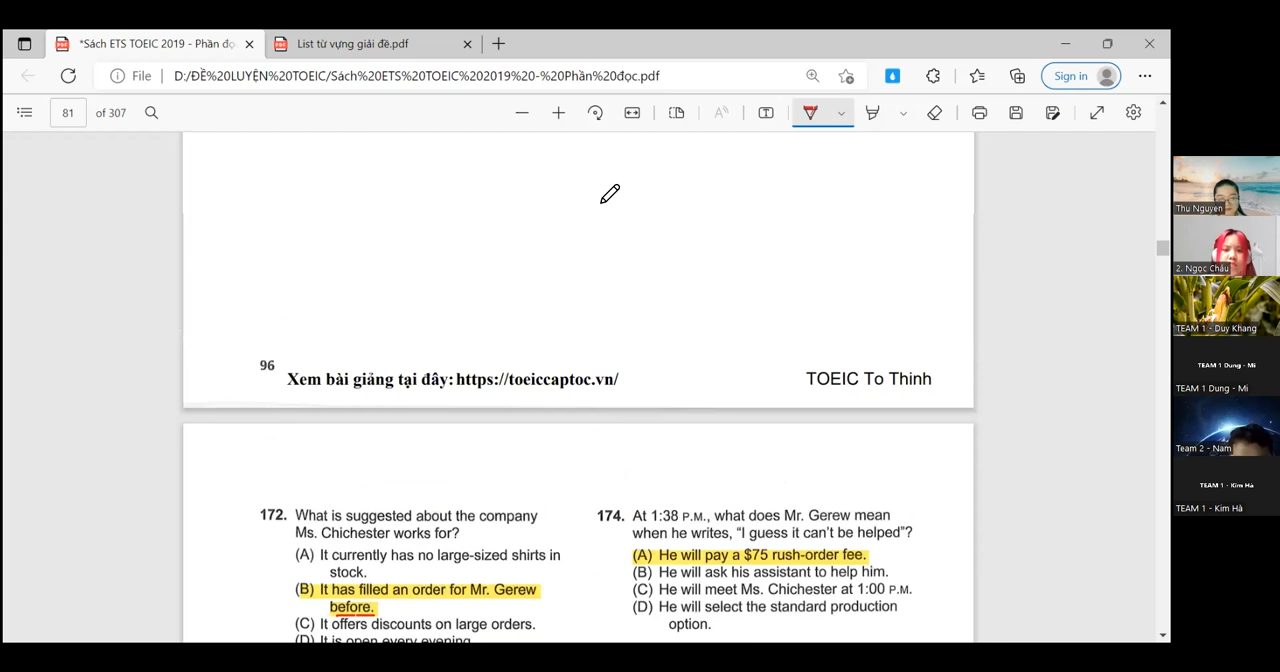 *Sách ETS TOEIC 2019 - Phần đọc
List từ vựng giải đề.pdf
File
D:/ĐỀ%20LUYỆN%20TOEIC/Sách%20ETS%20TOEIC%202019%20-%20Phần%20đọc.pdf
Sign in
81
of 307
96
Xem bài giảng tại đây: https://toeiccaptoc.vn/
TOEIC To Thinh
172. What is suggested about the company
Ms. Chichester works for?
(A) It currently has no large-sized shirts in
stock.
(B) It has filled an order for Mr. Gerew
before.
(C) It offers discounts on large orders.
(D) It is open every evening.
174. At 1:38 P.M., what does Mr. Gerew mean
when he writes, “I guess it can’t be helped”?
(A) He will pay a $75 rush-order fee.
(B) He will ask his assistant to help him.
(C) He will meet Ms. Chichester at 1:00 P.M.
(D) He will select the standard production
option.
Thu Nguyen
2. Ngọc Châu
TEAM 1 - Duy Khang
TEAM 1 Dung - Mi
TEAM 1 Dung - Mi
Team 2 - Nam
TEAM 1 - Kim Hà
TEAM 1 - Kim Hà